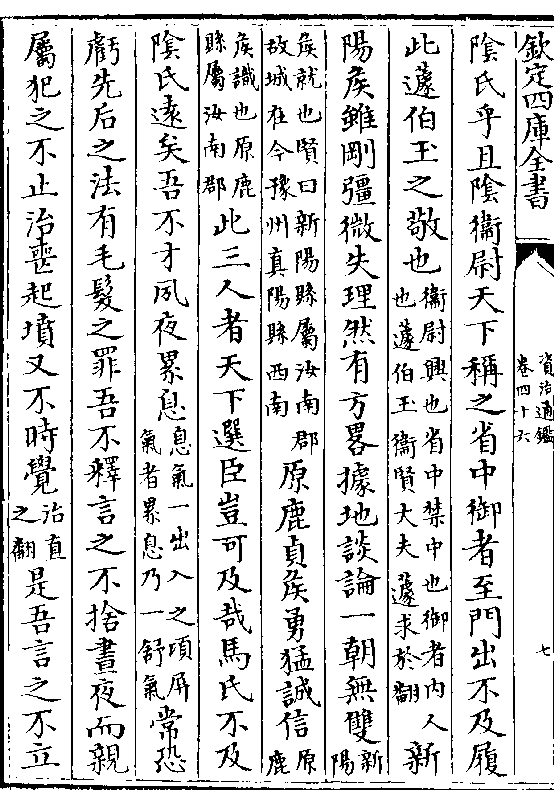 欽定四庫全書
資治通鑑
卷四十六
七
陰氏乎且陰衞尉天下稱之省中御者至門出不及履
此蘧伯玉之敬也衞尉興也省中禁中也御者内人
也蘧伯玉衞賢大夫蘧求於翻新
陽侯雖剛彊微失理然有方畧據地談論一朝無雙新
陽
侯就也賢曰新陽縣屬汝南郡
故城在今豫州真陽縣西南原鹿貞侯勇猛誠信原
鹿
侯識也原鹿
縣屬汝南郡此三人者天下選臣豈可及哉馬氏不及
陰氏遠矣吾不才夙夜累息息氣一出入之頃屏
氣者累息乃一舒氣常恐
虧先后之法有毛髮之罪吾不釋言之不捨晝夜而親
屬犯之不止治喪起墳又不時覺治直
之翻是吾言之不立